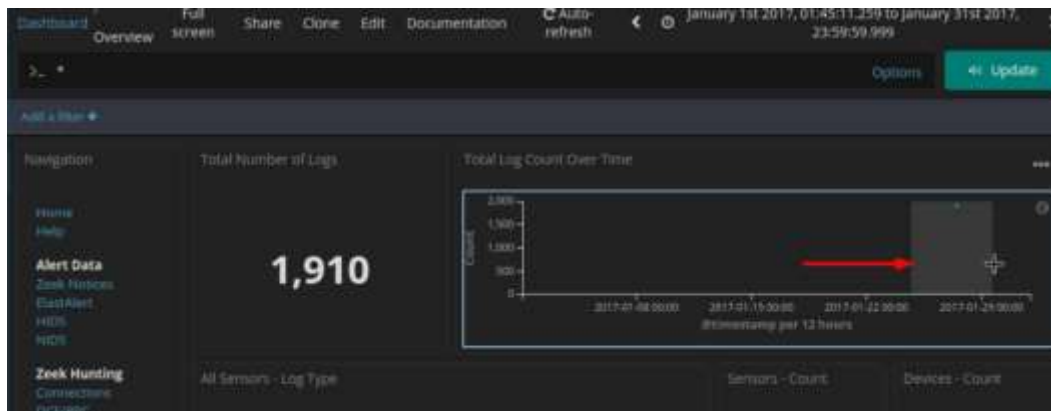 Dashboard
Overview
Full screen
Share
Clone
Edit
Documentation
Auto-refresh
January 1st 2017, 01:45:11.259 to January 31st 2017, 23:59:59.999
>_ *
Options
Update
Add a filter +
Navigation
Home
Help
Alert Data
Zeek Notices
ElastAlert
HIDS
NIDS
Zeek Hunting
Connections
Total Number of Logs
1,910
Total Log Count Over Time
Count
2,000
1,500
1,000
500
0
2017-01-08 00:00
2017-01-15 00:00
2017-01-22 00:00
2017-01-29 00:00
@timestamp per 12 hours
All Sensors - Log Type
Sensors - Count
Devices - Count